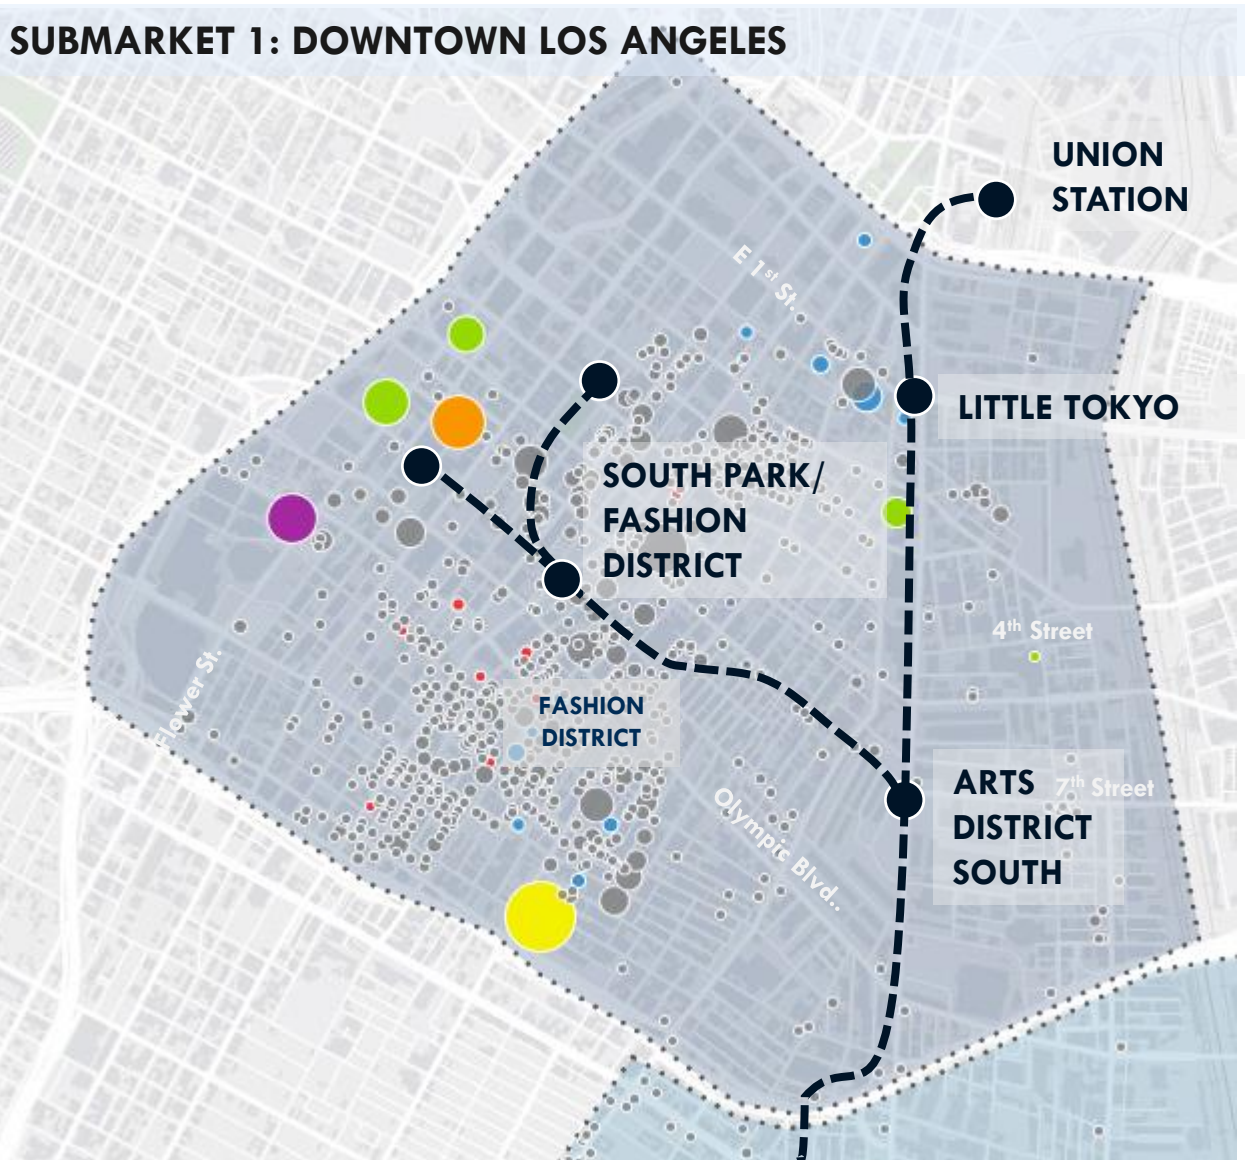 SUBMARKET 1: DOWNTOWN LOS ANGELES
UNION
STATION
E 1st St.
LITTLE TOKYO
SOUTH PARK/
FASHION
DISTRICT
4th Street
Flower St.
FASHION
DISTRICT
Olympic Blvd..
7th Street
ARTS
DISTRICT
SOUTH